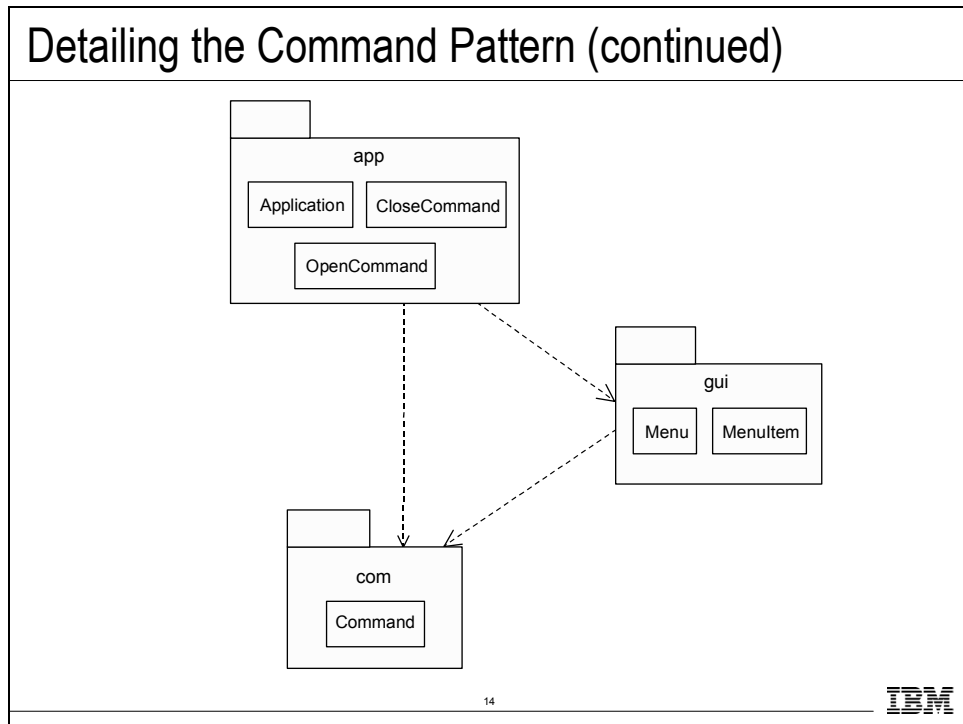 Detailing the Command Pattern (continued)
app
Application
CloseCommand
OpenCommand
gui
Menu
MenuItem
com
Command
14
IBM